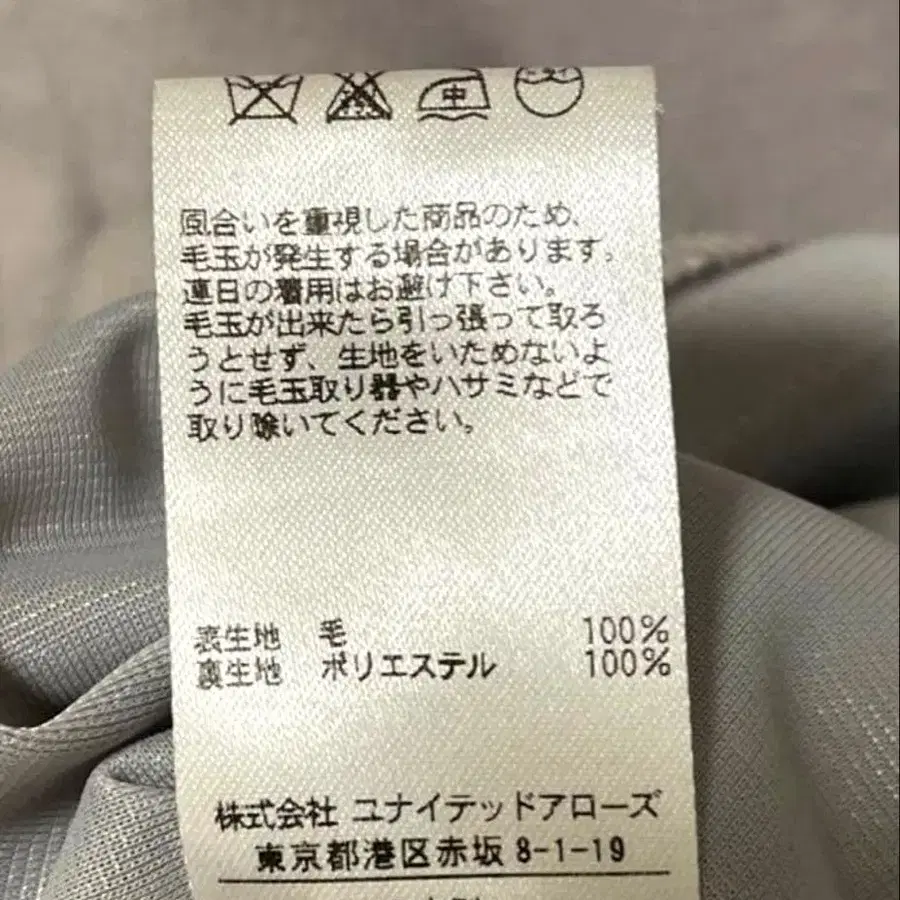 中
風合いを重視した商品のため、
毛玉が発生する場合があります。
連日の着用はお避け下さい。
毛玉が出来たら引っ張って取ろ
うとせず、生地をいためないよ
うに毛玉取り器やハサミなどで
取り除いてください。
表生地 毛 100%
裏生地 ポリエステル 100%
株式会社 ユナイテッドアローズ
東京都港区赤坂 8-1-19